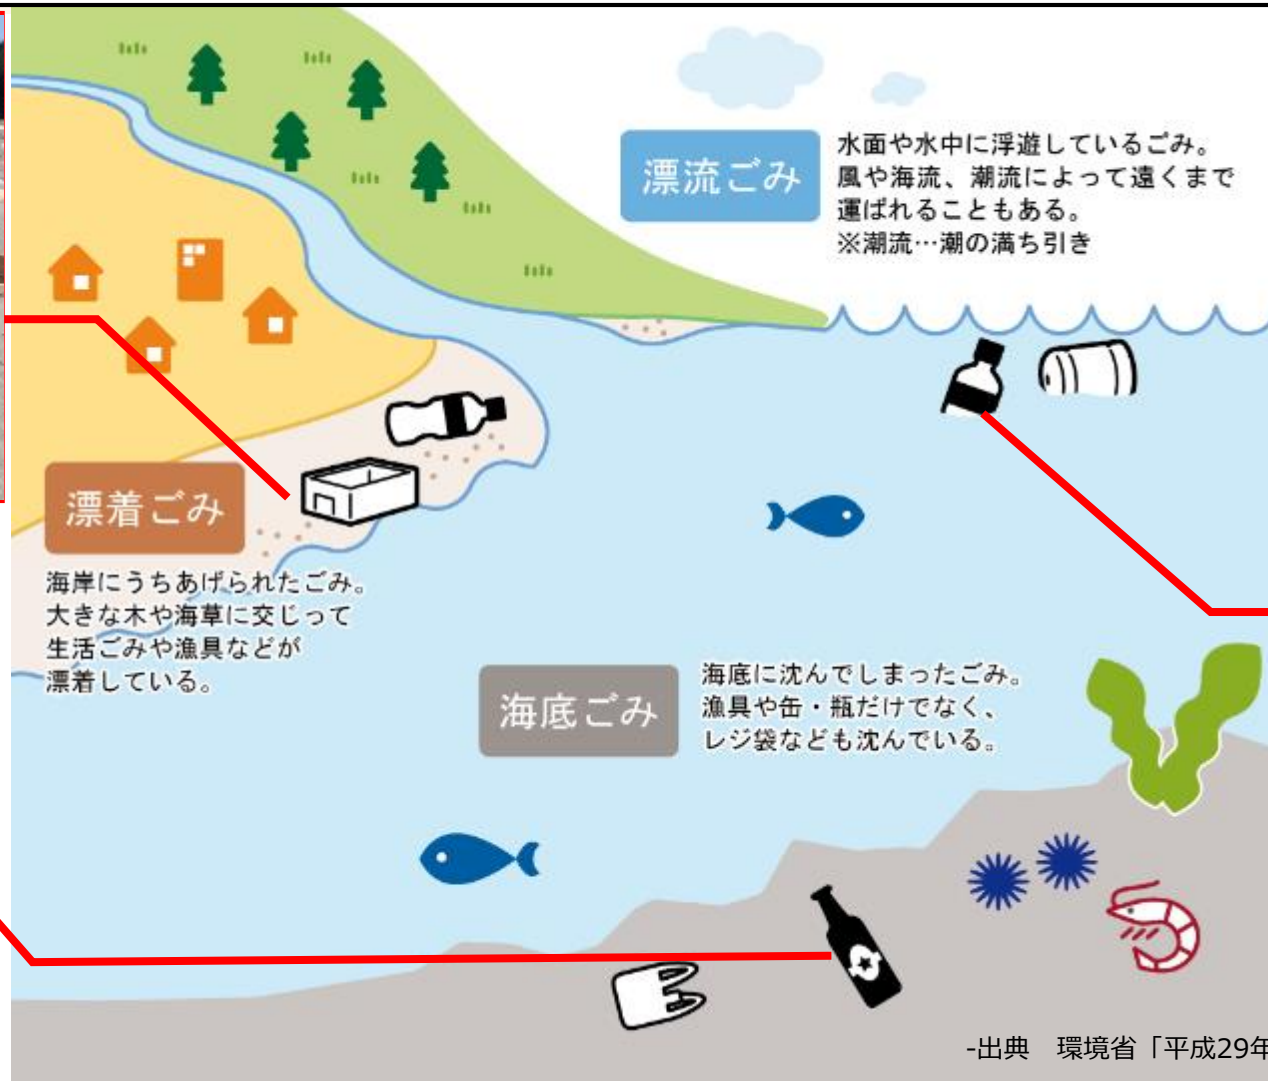 漂流ごみ
水面や水中に浮遊しているごみ。
風や海流、潮流によって遠くまで
運ばれることもある。
※潮流…潮の満ち引き
漂着ごみ
海岸にうちあげられたごみ。
大きな木や海草に交じって
生活ごみや漁具などが
漂着している。
海底ごみ
海底に沈んでしまったごみ。
漁具や缶・瓶だけでなく、
レジ袋なども沈んでいる。
-出典　環境省「平成29年